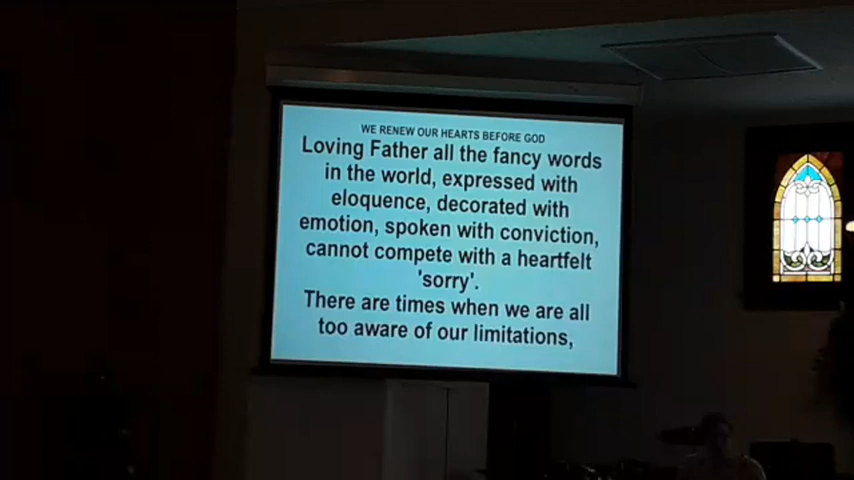 WE RENEW OUR HEARTS BEFORE GOD
Loving Father all the fancy words
in the world, expressed with
eloquence, decorated with
emotion, spoken with conviction,
cannot compete with a heartfelt
'sorry'.
There are times when we are all
too aware of our limitations,